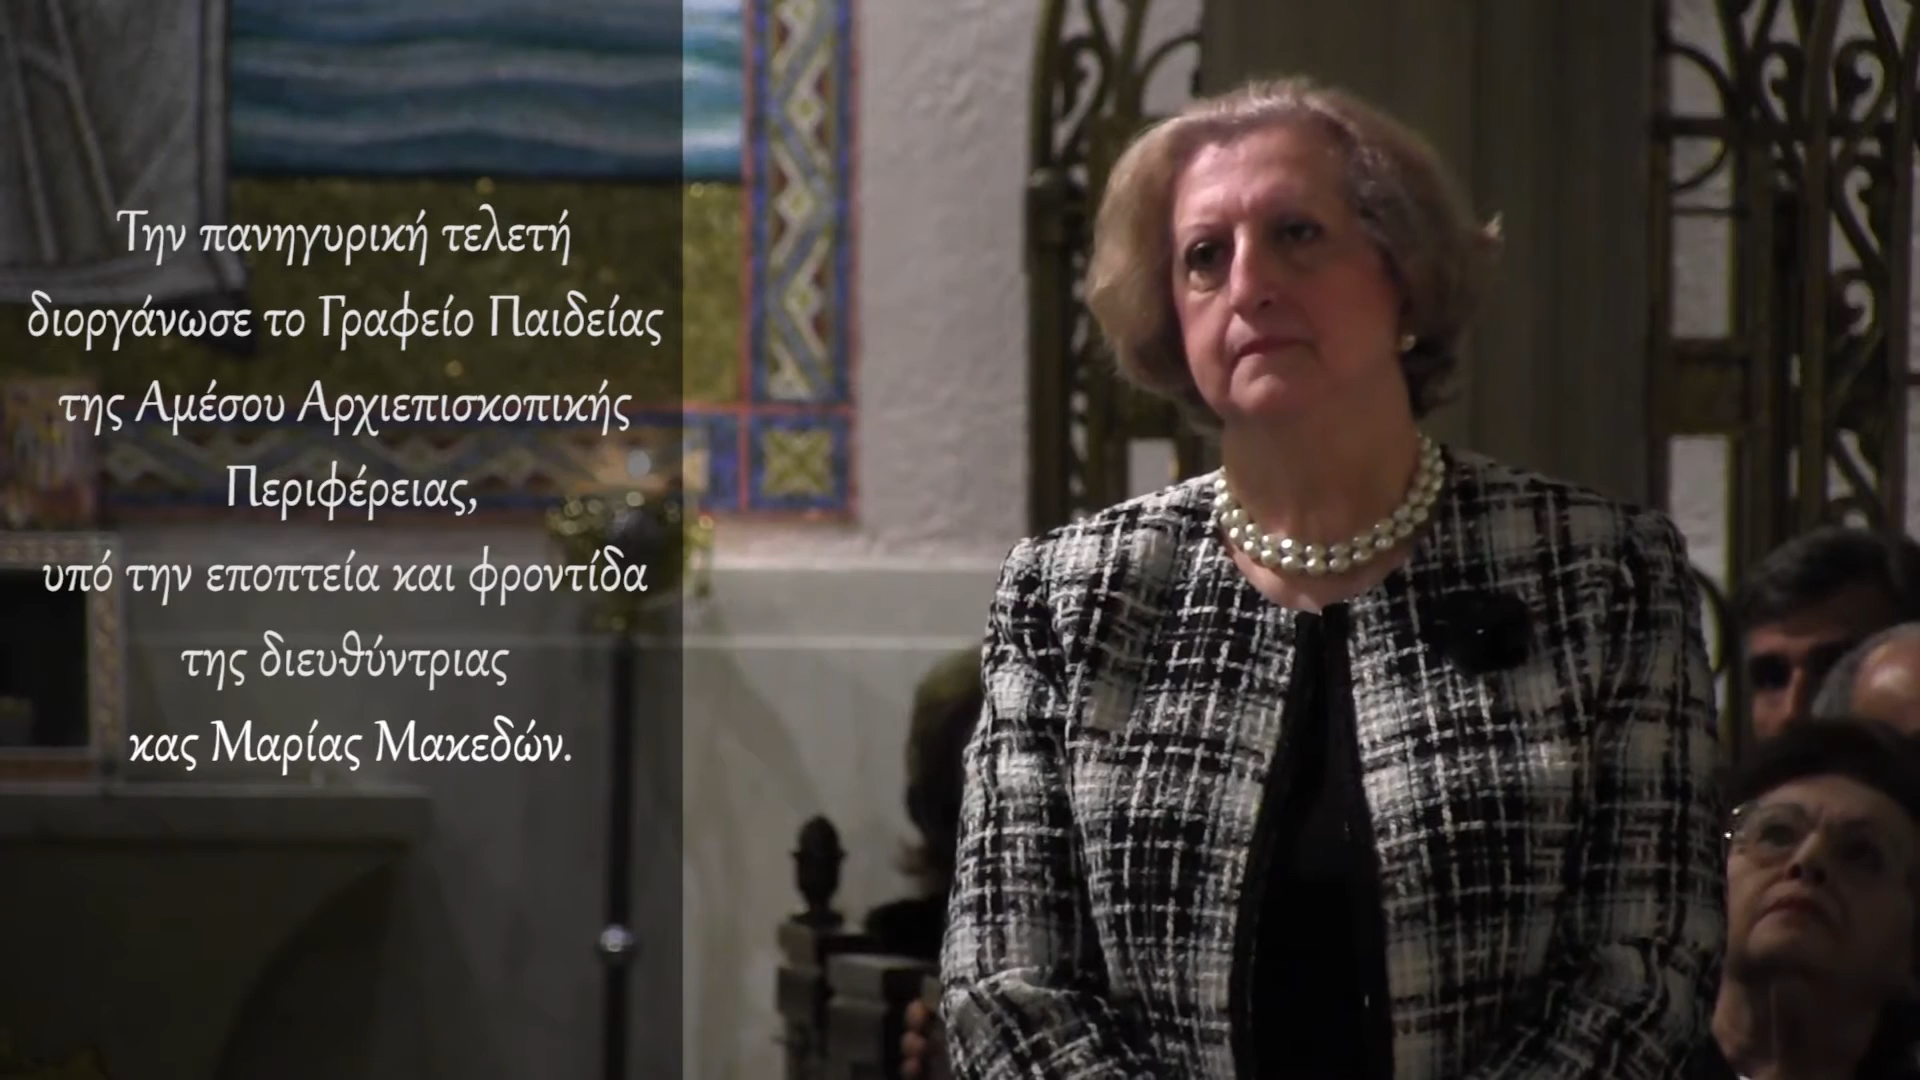 Την πανηγυρική τελετή
διοργάνωσε το Γραφείο Παιδείας
της Αμέσου Αρχιεπισκοπικής
Περιφέρειας,
υπό την εποπτεία και φροντίδα
της διευθύντριας
κας Μαρίας Μακεδών.